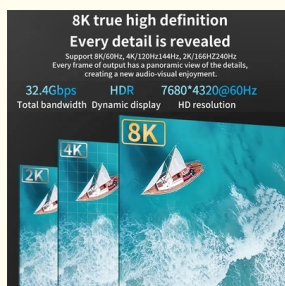 8K true high definition
Every detail is revealed
Support 8K/60Hz, 4K/120Hz144Hz, 2K/166HZ240Hz
Every frame of output has a panoramic view of the details,
creating a new audio-visual enjoyment.
32.4Gbps HDR 7680*4320@60Hz
Total bandwidth Dynamic display HD resolution
8K
4K
2K